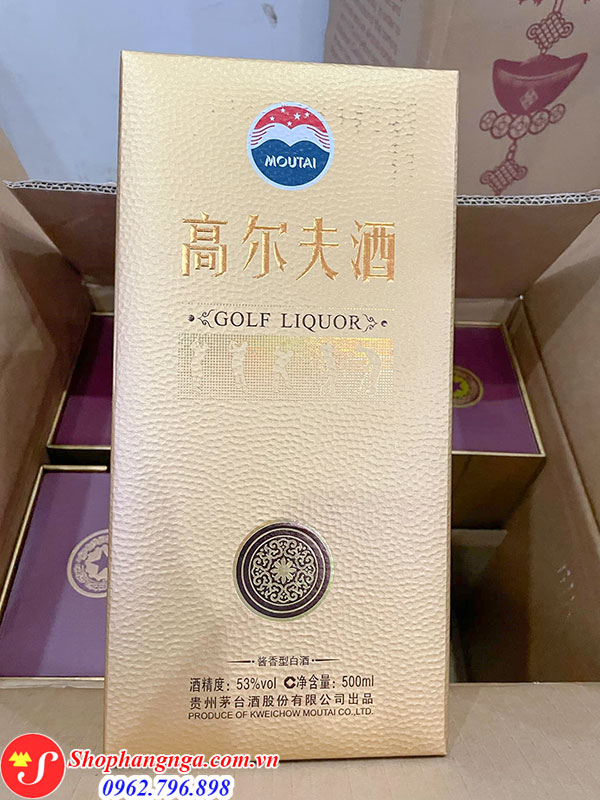 MOUTAI
高尔夫酒
GOLF LIQUOR
酱香型白酒
酒精度：53%vol 净含量：500ml
贵州茅台酒股份有限公司出品
PRODUCE OF KWEICHOW MOUTAI CO.,LTD.
Shophangnga.com.vn
0962.796.898